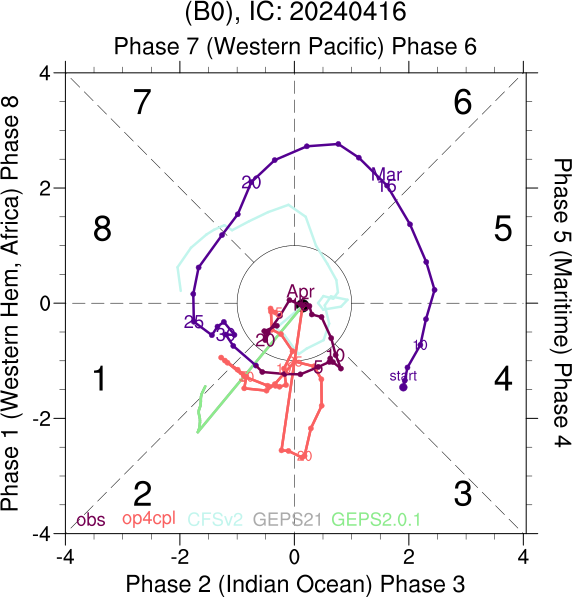 (B0), IC: 20240416
Phase 7 (Western Pacific) Phase 6
Phase 1 (Western Hem, Africa) Phase 8
Phase 5 (Maritime) Phase 4
4
2
0
-2
-4
7
6
8
5
1
4
2
3
Mar
15
20
25
10
start
Apr
5
10
20
20
obs op4cpl CFSv2 GEPS21 GEPS2.0.1
-4 -2 0 2 4
Phase 2 (Indian Ocean) Phase 3